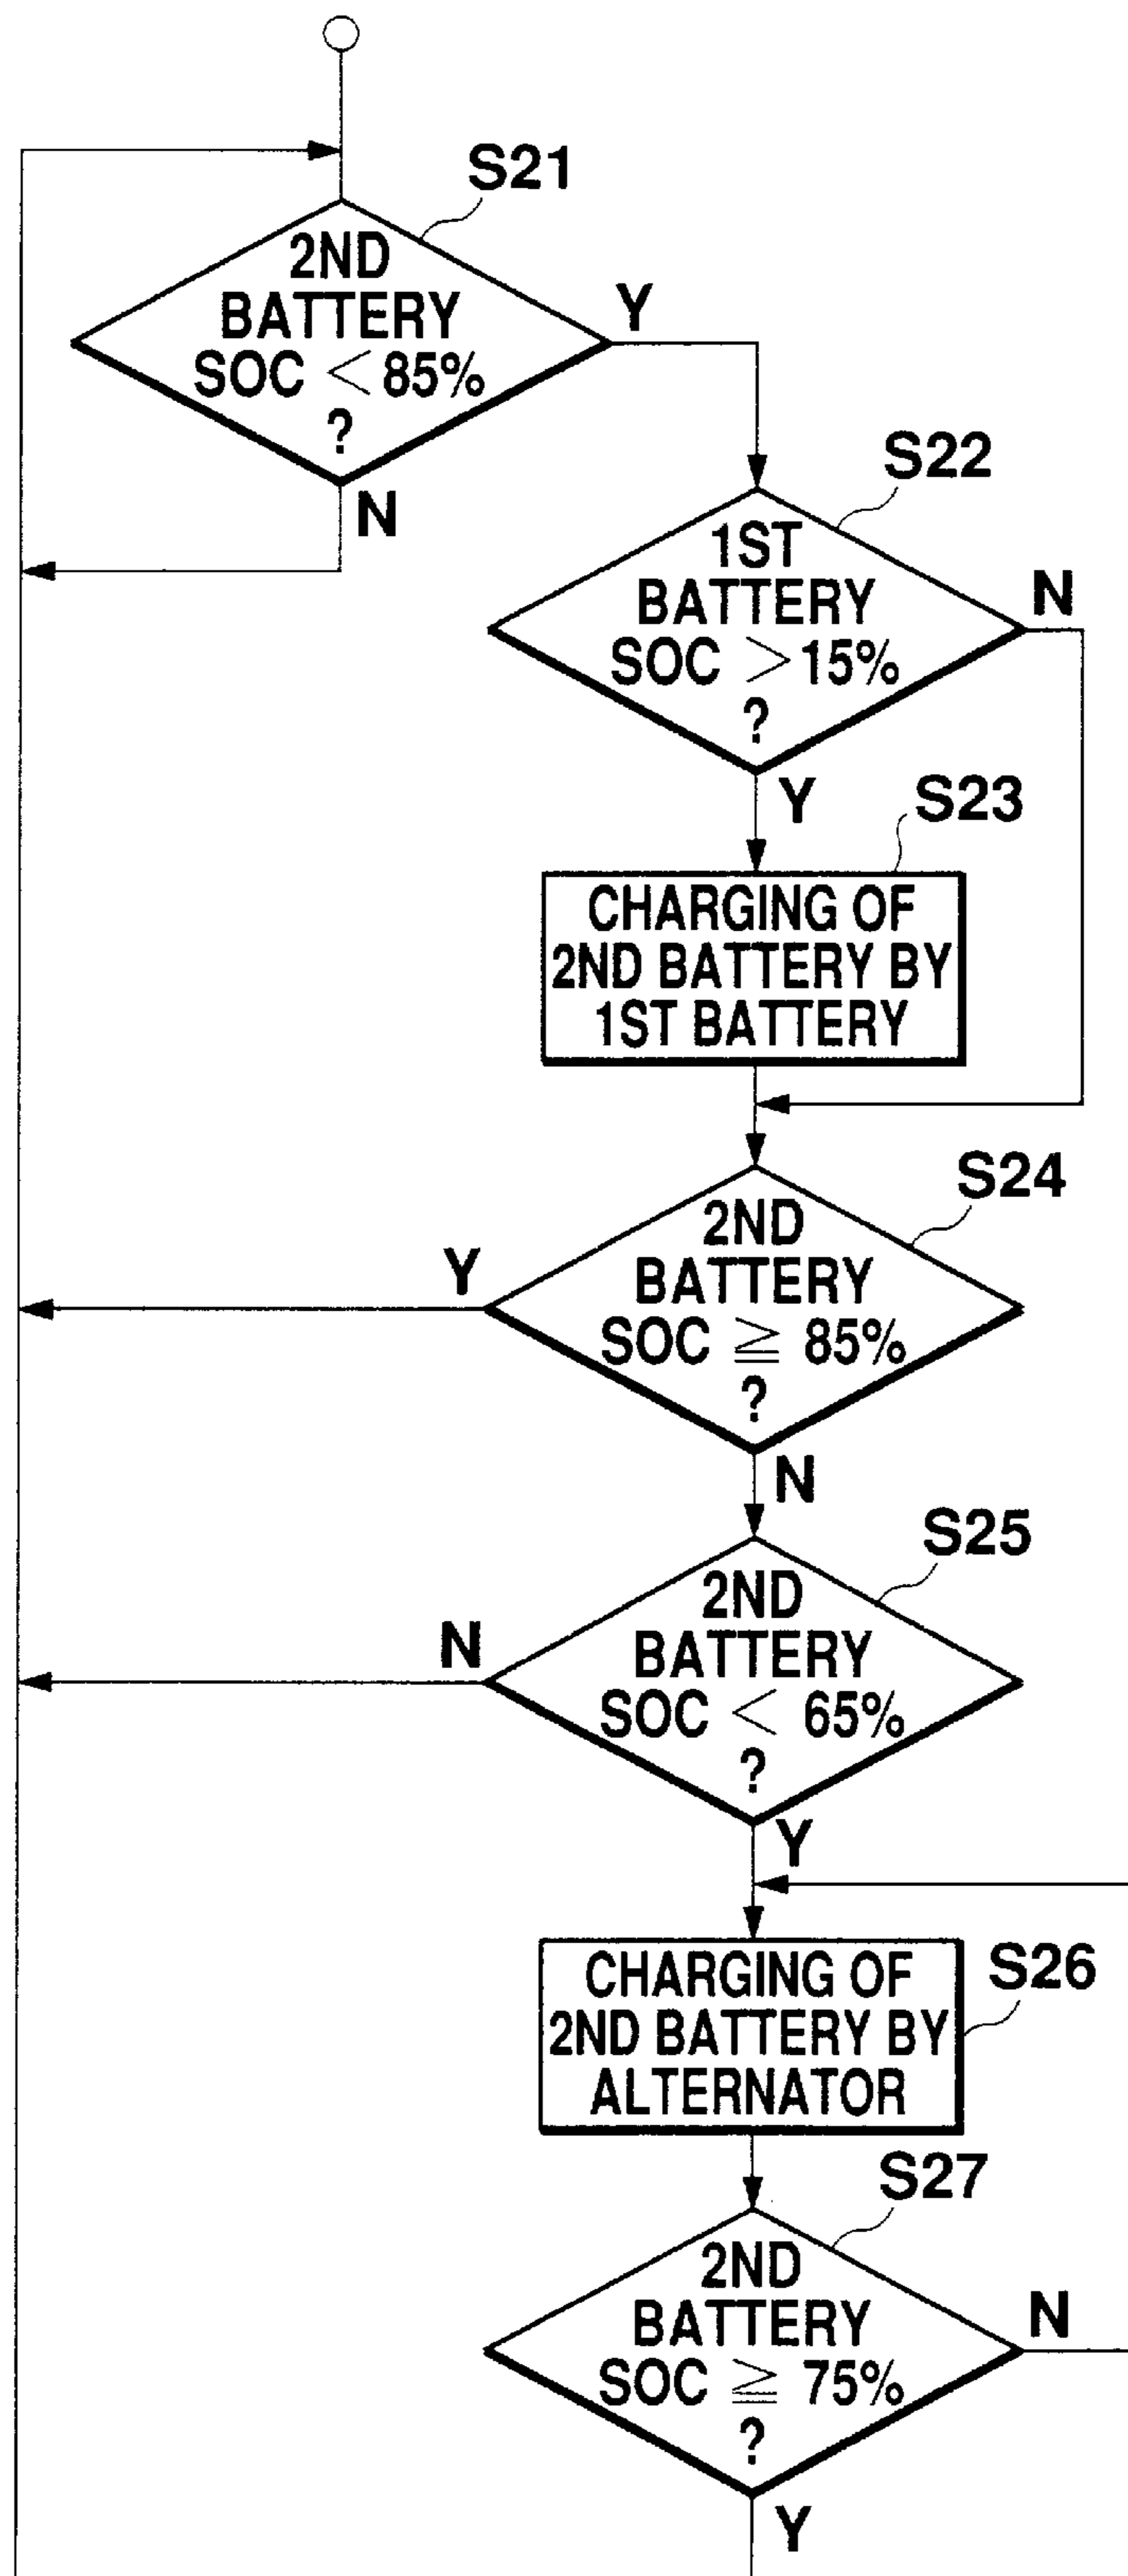 S21
2ND
BATTERY
SOC < 85%
?
Y
N
S22
1ST
BATTERY
SOC > 15%
?
N
Y
S23
CHARGING OF
2ND BATTERY BY
1ST BATTERY
S24
2ND
BATTERY
SOC ≧ 85%
?
Y
N
S25
2ND
BATTERY
SOC < 65%
?
N
Y
S26
CHARGING OF
2ND BATTERY BY
ALTERNATOR
S27
2ND
BATTERY
SOC ≧ 75%
?
N
Y